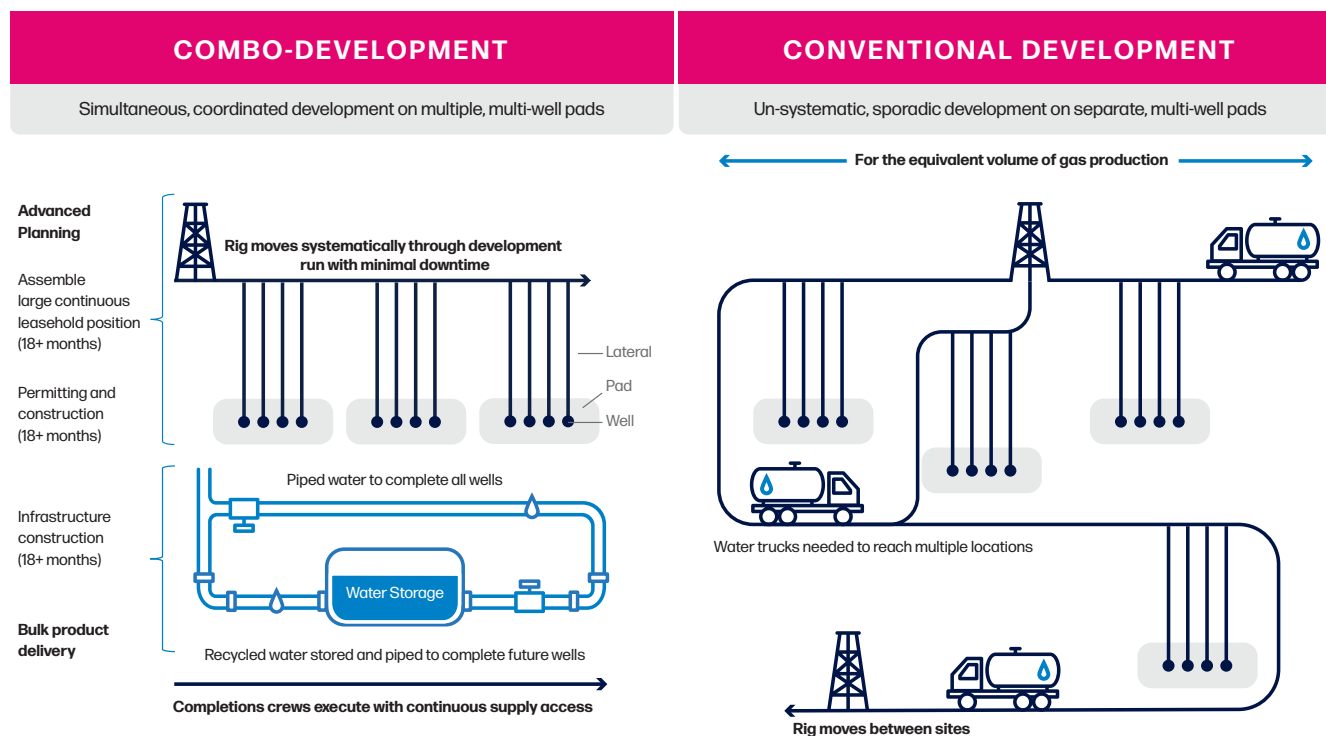 COMBO-DEVELOPMENT
Simultaneous, coordinated development on multiple, multi-well pads
Advanced
Planning
Assemble
large continuous
leasehold position
(18+ months)
Permitting and
construction
(18+ months)
Infrastructure
construction
(18+ months)
Bulk product
delivery
Rig moves systematically through development
run with minimal downtime
Lateral
Pad
Well
Piped water to complete all wells
Water Storage
Recycled water stored and piped to complete future wells
Completions crews execute with continuous supply access
CONVENTIONAL DEVELOPMENT
Un-systematic, sporadic development on separate, multi-well pads
For the equivalent volume of gas production
Water trucks needed to reach multiple locations
Rig moves between sites